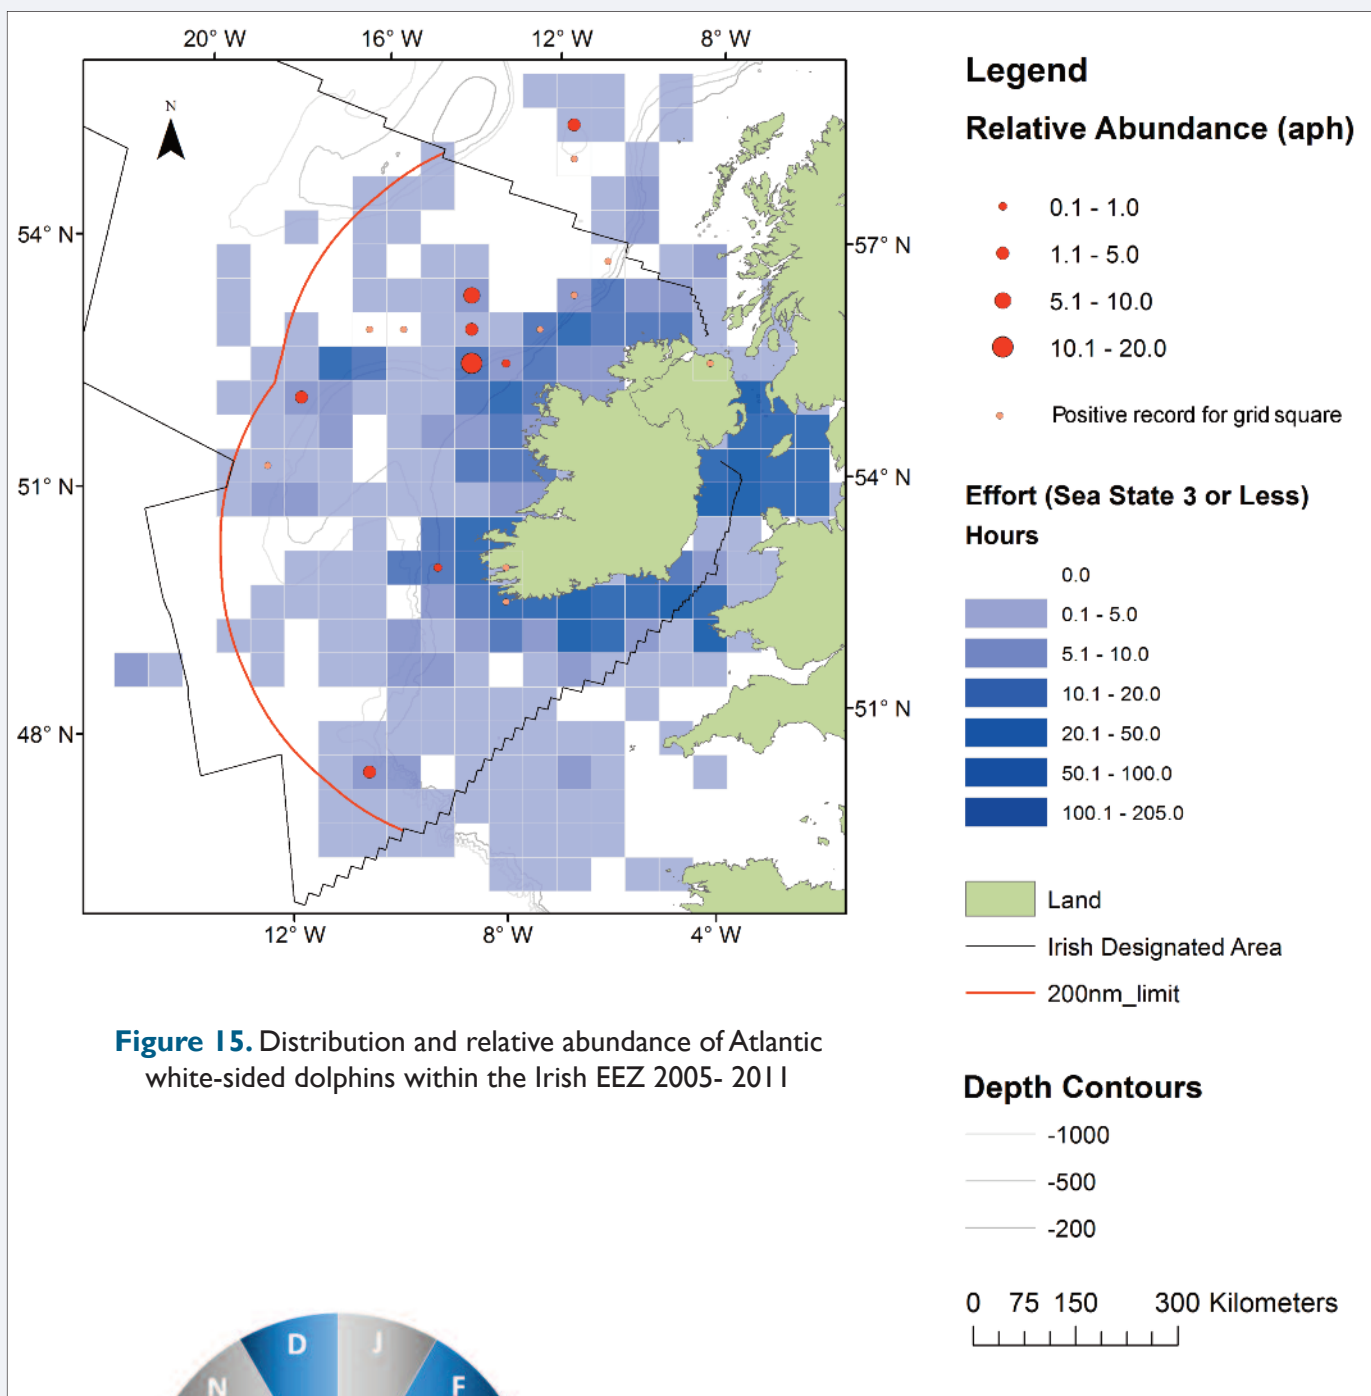 20° W 16° W 12° W 8° W
N
54° N
57° N
51° N
54° N
48° N
51° N
12° W 8° W 4° W
Legend
Relative Abundance (aph)
0.1 - 1.0
1.1 - 5.0
5.1 - 10.0
10.1 - 20.0
Positive record for grid square
Effort (Sea State 3 or Less)
Hours
0.0
0.1 - 5.0
5.1 - 10.0
10.1 - 20.0
20.1 - 50.0
50.1 - 100.0
100.1 - 205.0
Land
Irish Designated Area
200nm_limit
Figure 15. Distribution and relative abundance of Atlantic
white-sided dolphins within the Irish EEZ 2005- 2011
Depth Contours
-1000
-500
-200
0 75 150 300 Kilometers
D J
N F